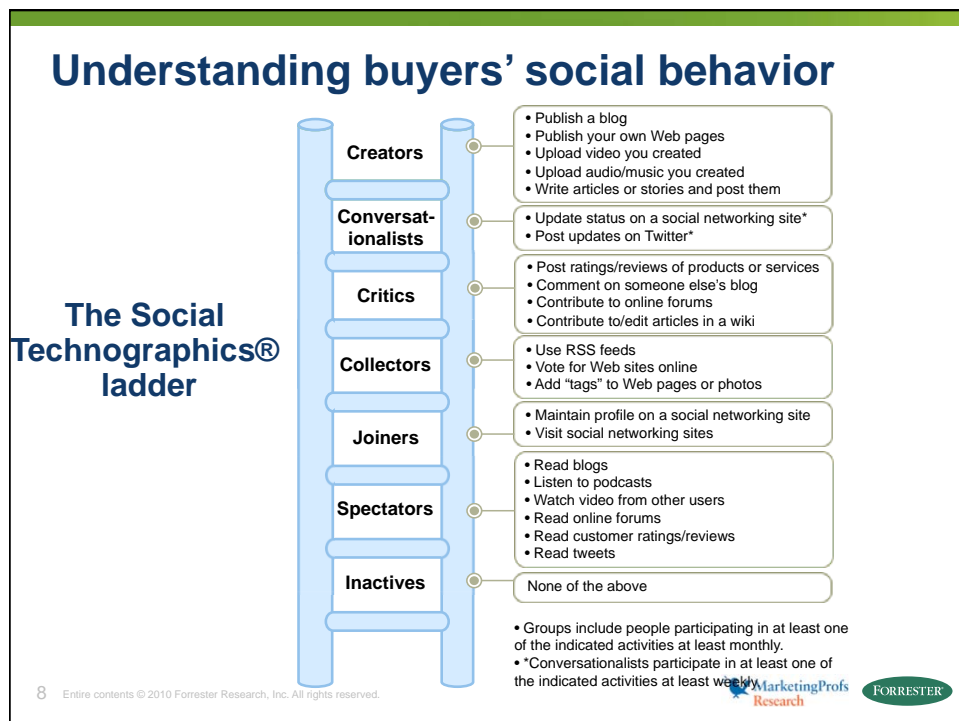 Understanding buyers' social behavior
The Social
Technographics®
ladder
Creators
• Publish a blog
• Publish your own Web pages
• Upload video you created
• Upload audio/music you created
• Write articles or stories and post them
Conversat-
ionalists
• Update status on a social networking site*
• Post updates on Twitter*
Critics
• Post ratings/reviews of products or services
• Comment on someone else's blog
• Contribute to online forums
• Contribute to/edit articles in a wiki
Collectors
• Use RSS feeds
• Vote for Web sites online
• Add “tags” to Web pages or photos
Joiners
• Maintain profile on a social networking site
• Visit social networking sites
Spectators
• Read blogs
• Listen to podcasts
• Watch video from other users
• Read online forums
• Read customer ratings/reviews
• Read tweets
Inactives
None of the above
• Groups include people participating in at least one
of the indicated activities at least monthly.
• *Conversationalists participate in at least one of
the indicated activities at least weekly
8 Entire contents © 2010 Forrester Research, Inc. All rights reserved.
MarketingProfs
Research
FORRESTER®